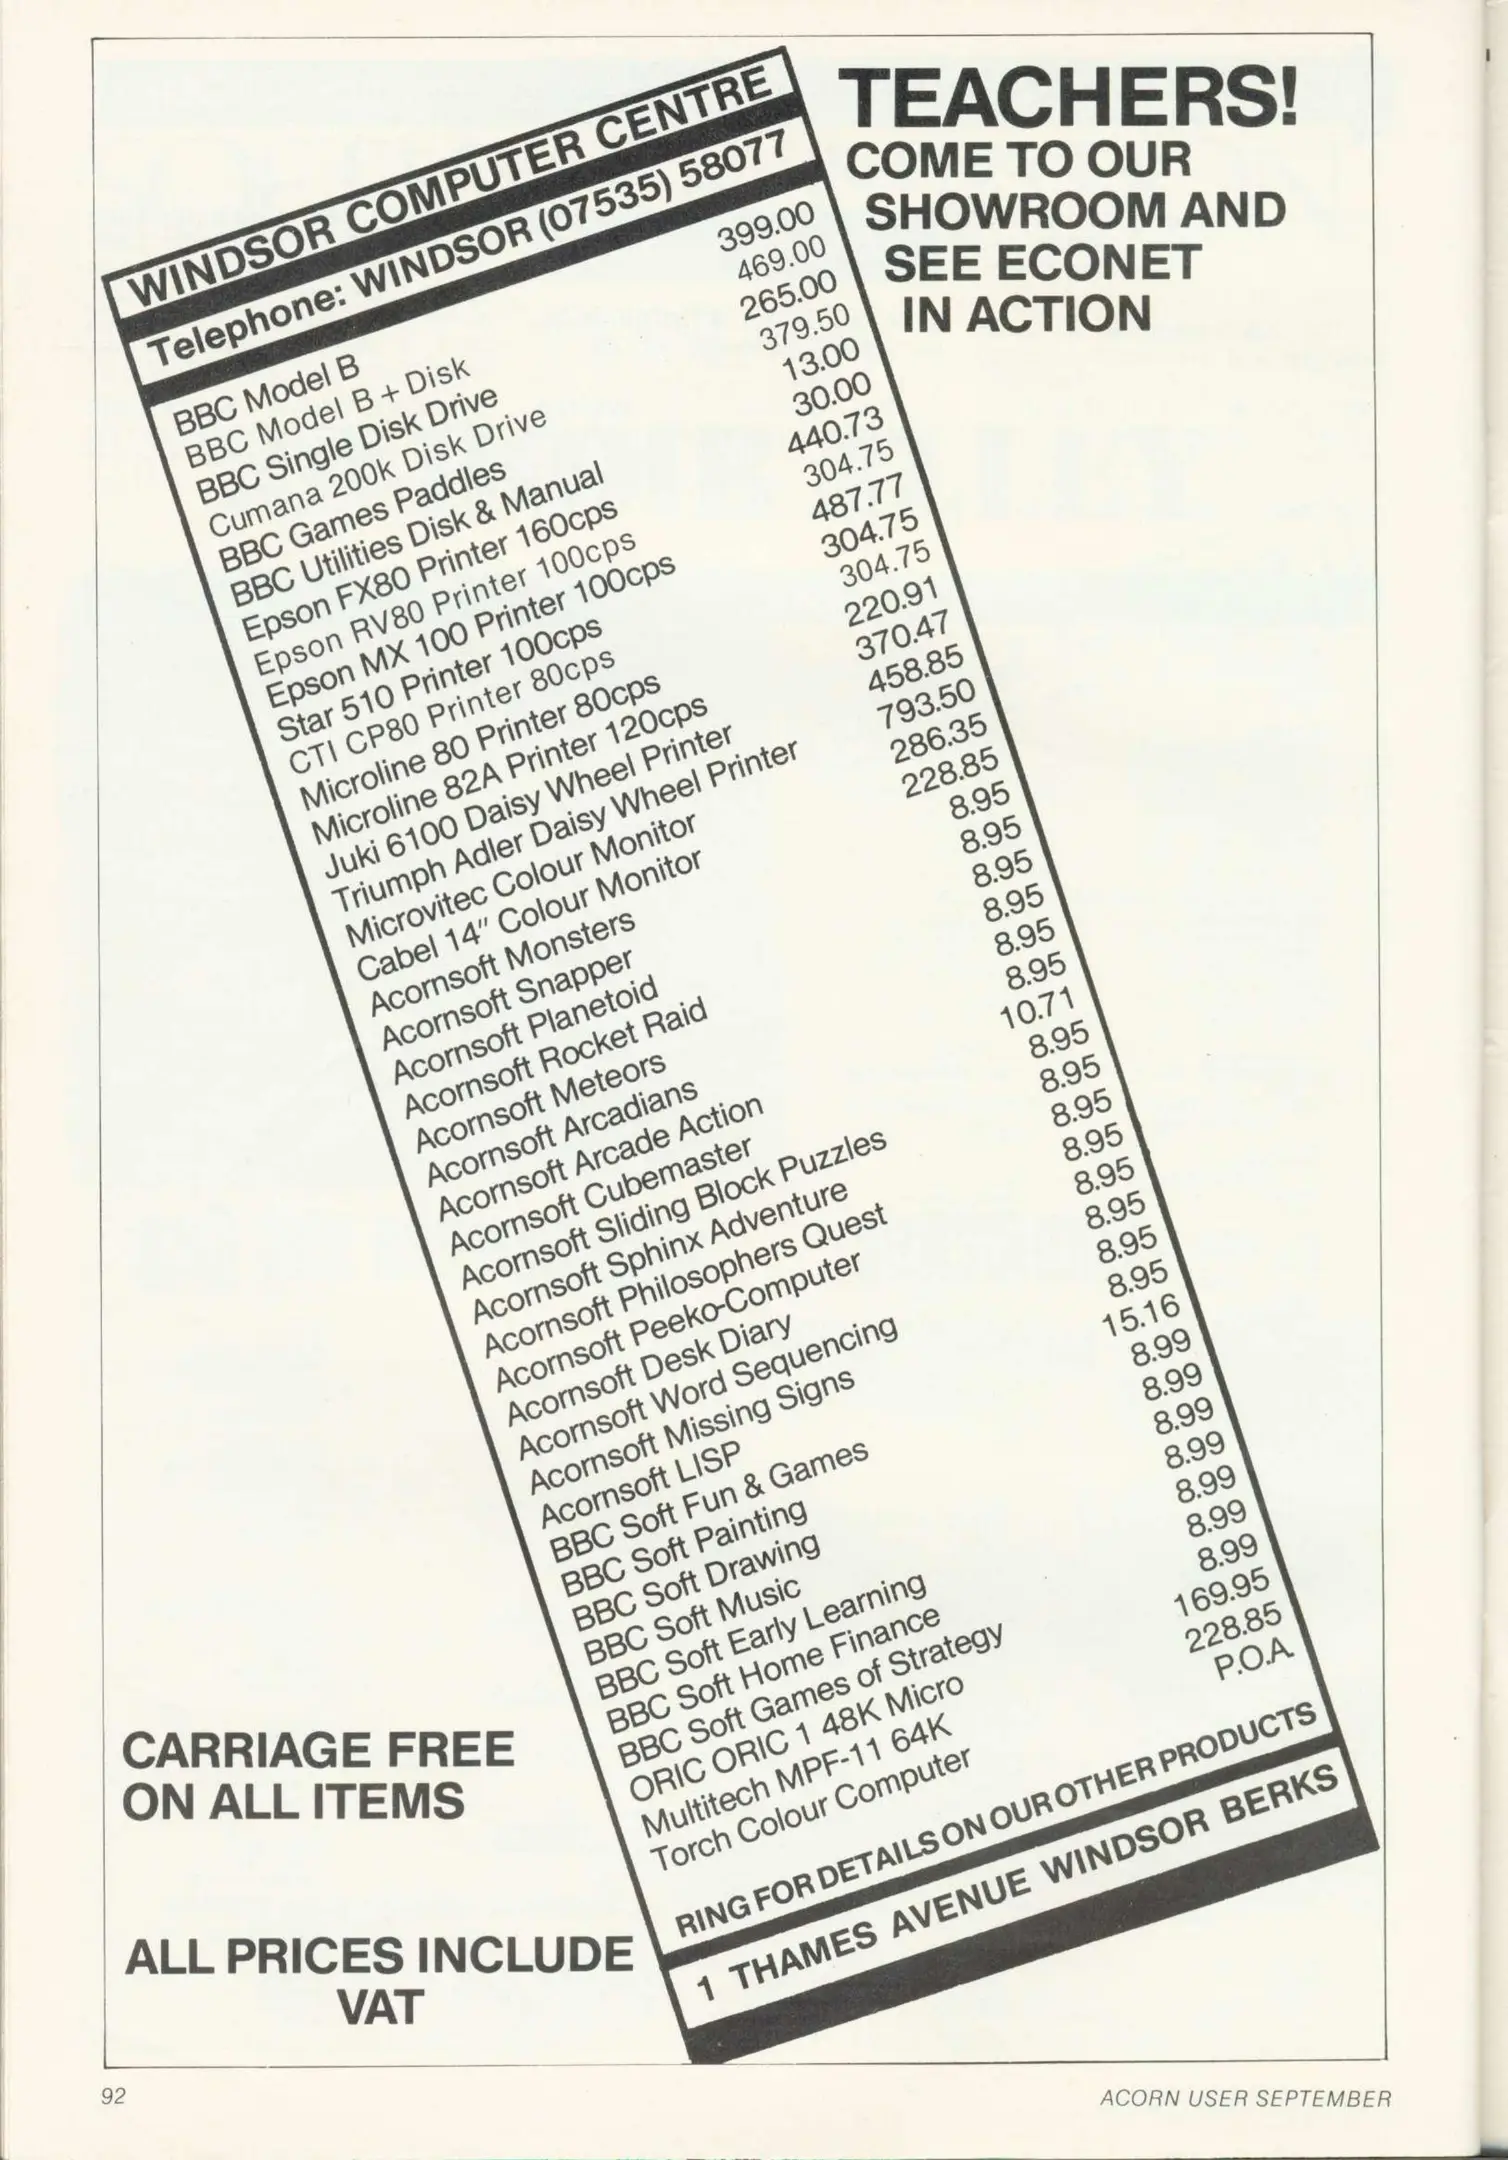 WINDSOR COMPUTER CENTRE
Telephone: WINDSOR (07535) 58077
TEACHERS!
COME TO OUR
SHOWROOM AND
SEE ECONET
IN ACTION
BBC Model B 399.00
BBC Model B + Disk 469.00
BBC Single Disk Drive 265.00
Cumana 200k Disk Drive 379.50
BBC Games Paddles 13.00
BBC Utilities Disk & Manual 30.00
Epson FX80 Printer 160cps 440.73
Epson RV80 Printer 100cps 304.75
Epson MX 100 Printer 100cps 487.77
Star 510 Printer 100cps 304.75
CTI CP80 Printer 80cps 304.75
Microline 80 Printer 80cps 220.91
Microline 82A Printer 120cps 370.47
Juki 6100 Daisy Wheel Printer 458.85
Triumph Adler Daisy Wheel Printer 793.50
Microvitec Colour Monitor 286.35
Cabel 14" Colour Monitor 228.85
Acornsoft Monsters 8.95
Acornsoft Snapper 8.95
Acornsoft Planetoid 8.95
Acornsoft Rocket Raid 8.95
Acornsoft Meteors 8.95
Acornsoft Arcadians 8.95
Acornsoft Arcade Action 10.71
Acornsoft Cubemaster 8.95
Acornsoft Sliding Block Puzzles 8.95
Acornsoft Sphinx Adventure 8.95
Acornsoft Philosophers Quest 8.95
Acornsoft Peeko-Computer 8.95
Acornsoft Desk Diary 8.95
Acornsoft Word Sequencing 8.95
Acornsoft Missing Signs 8.95
Acornsoft LISP 15.16
BBC Soft Fun & Games 8.99
BBC Soft Painting 8.99
BBC Soft Drawing 8.99
BBC Soft Music 8.99
BBC Soft Early Learning 8.99
BBC Soft Home Finance 8.99
BBC Soft Games of Strategy 8.99
ORIC ORIC 1 48K Micro 169.95
Multitech MPF-11 64K 228.85
Torch Colour Computer P.O.A.
RING FOR DETAILS ON OUR OTHER PRODUCTS
1 THAMES AVENUE WINDSOR BERKS
CARRIAGE FREE
ON ALL ITEMS
ALL PRICES INCLUDE
VAT
92
ACORN USER SEPTEMBER